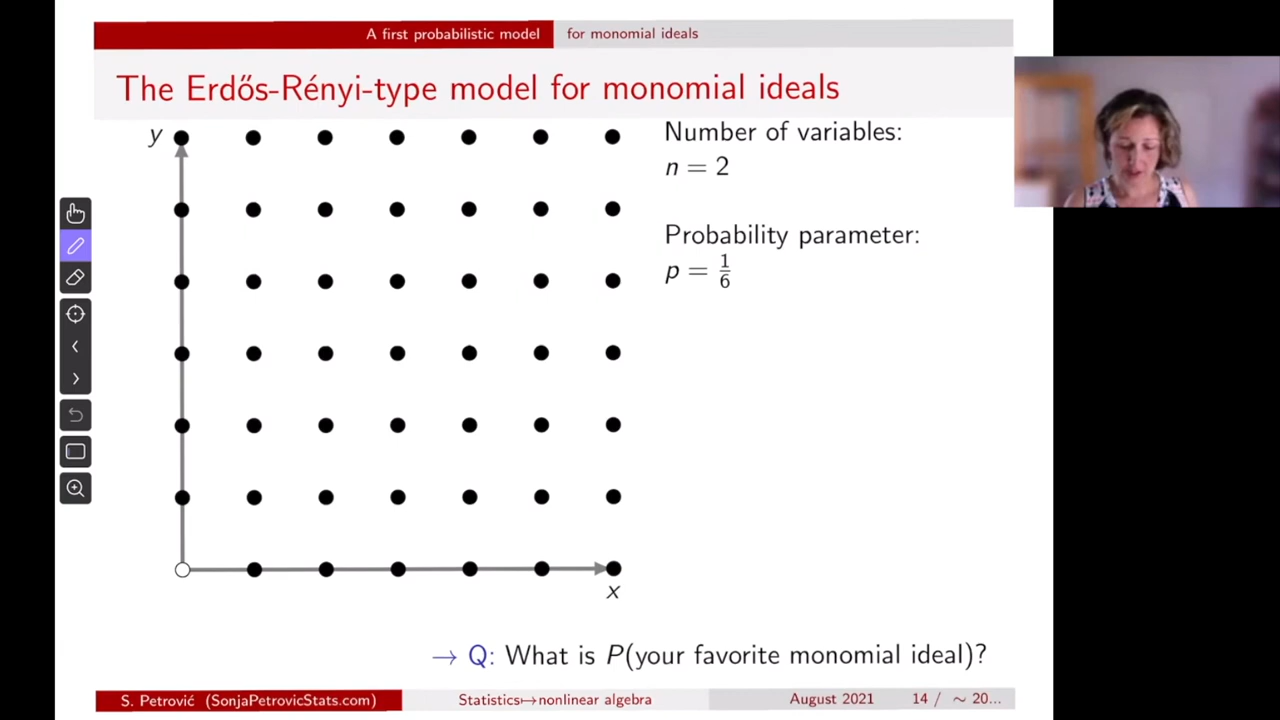 A first probabilistic model for monomial ideals
The Erdős-Rényi-type model for monomial ideals
y
Number of variables:
n = 2
Probability parameter:
p = 1/6
x
→ Q: What is P(your favorite monomial ideal)?
S. Petrović (SonjaPetrovicStats.com) Statistics↦nonlinear algebra August 2021 14 / ∼ 20...